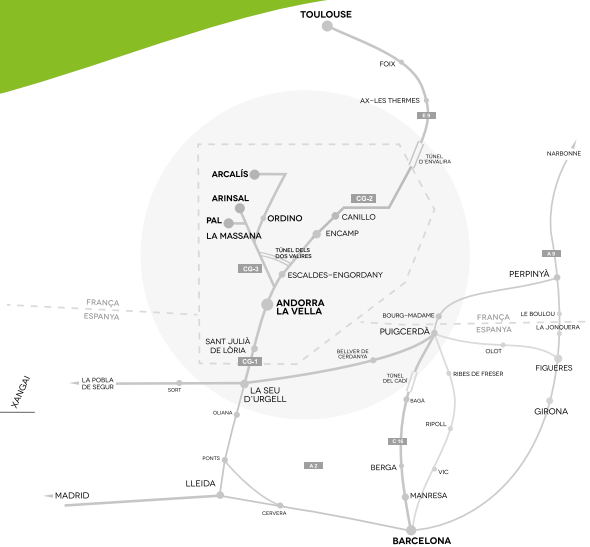 TOULOUSE
FOIX
AX-LES THERMES
E 9
TÚNEL
D'ENVALIRA
NARBONNE
ARCALÍS
ARINSAL
CG-2
PAL
ORDINO
CANILLO
LA MASSANA
ENCAMP
TÚNEL DELS
DOS VALIRES
A 9
CG-3
ESCALDES-ENGORDANY
PERPINYÀ
FRANÇA
ESPANYA
ANDORRA
LA VELLA
BOURG-MADAME
FRANÇA
ESPANYA
LE BOULOU
LA JONQUERA
PUIGCERDÀ
SANT JULIÀ
DE LÒRIA
BELLVER DE
CERDANYA
OLOT
CG-1
FIGUERES
XANGAI
LA POBLA
DE SEGUR
SORT
LA SEU
D'URGELL
TÚNEL
DEL CADÍ
RIBES DE FRESER
BAGÀ
OLIANA
GIRONA
RIPOLL
C 16
PONTS
A 2
BERGA
VIC
LLEIDA
MADRID
MANRESA
CERVERA
BARCELONA